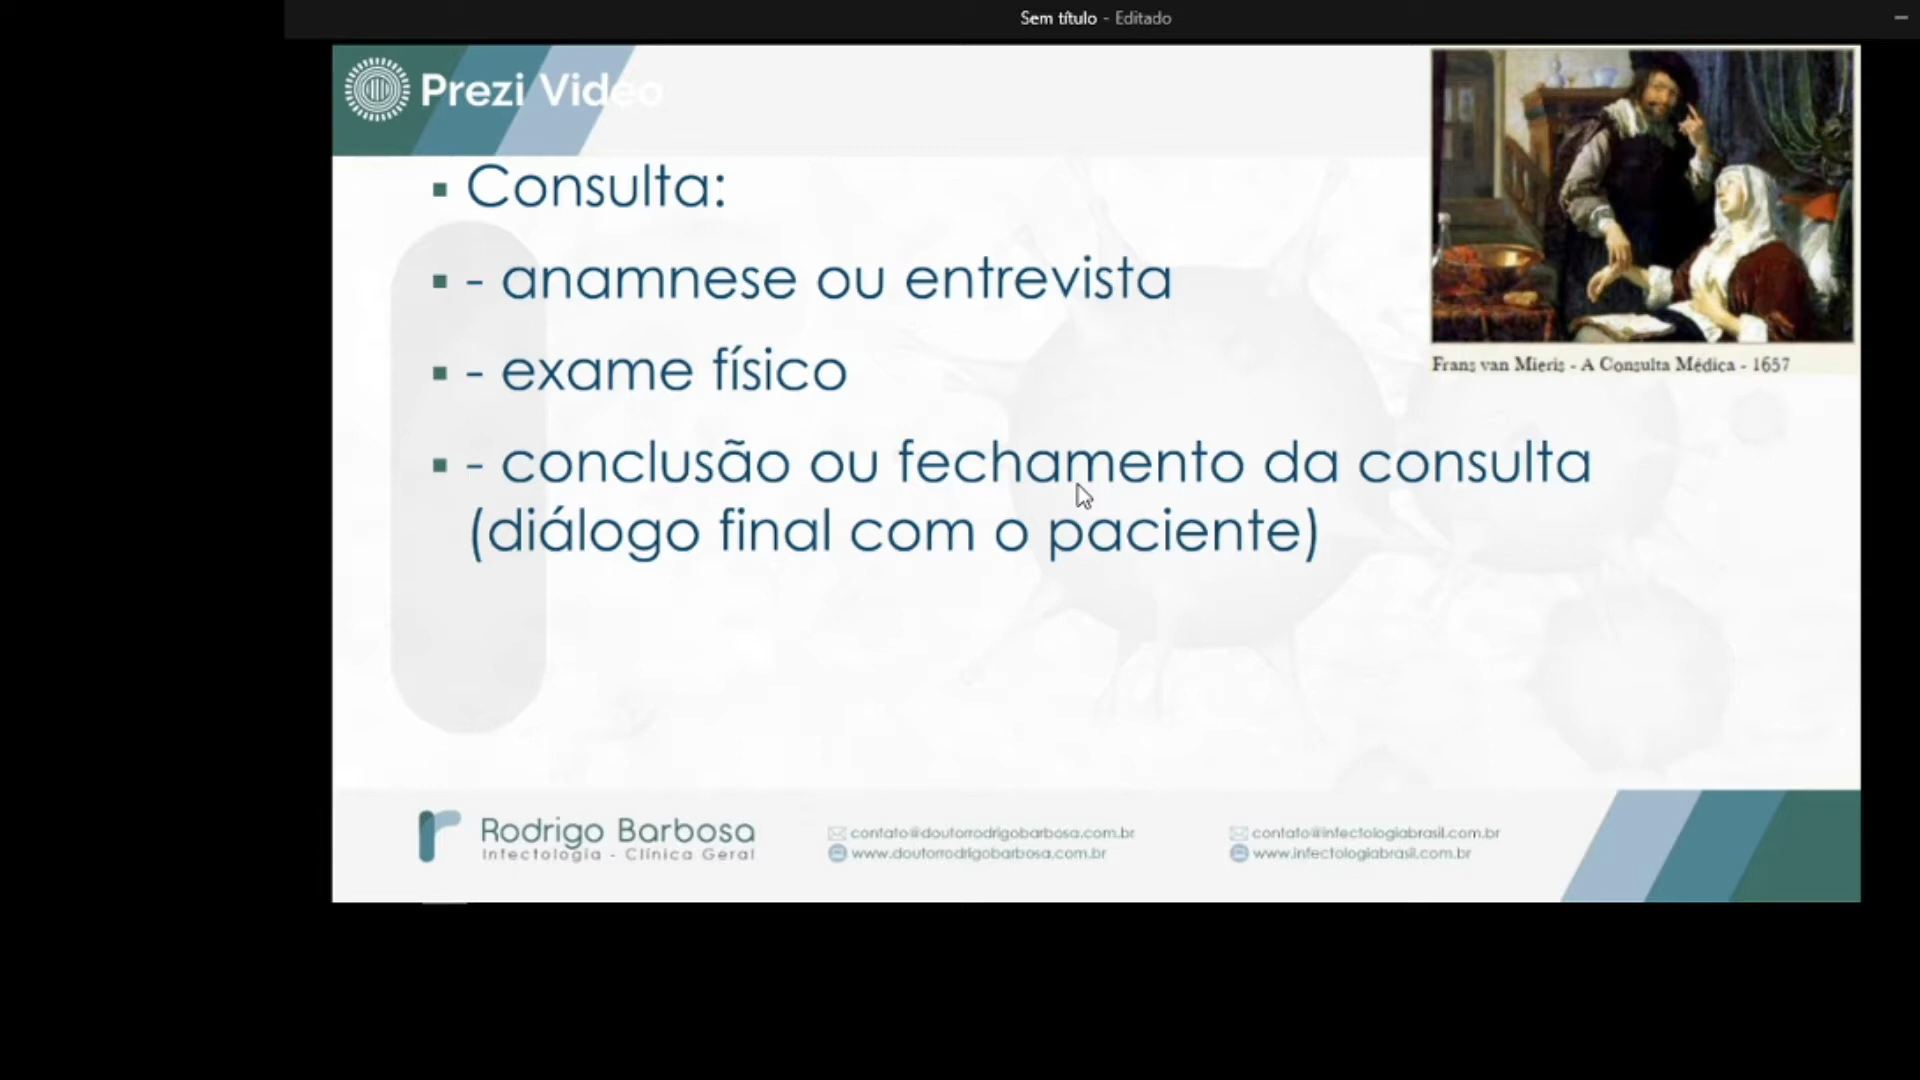 Sem título - Editado
Prezi Video
Consulta:
- anamnese ou entrevista
- exame físico
- conclusão ou fechamento da consulta
(diálogo final com o paciente)
Frans van Mieris - A Consulta Médica - 1657
Rodrigo Barbosa
Infectologia - Clínica Geral
contato@doutorrodrigobarbosa.com.br
www.doutorrodrigobarbosa.com.br
contato@infectologiabrasil.com.br
www.infectologiabrasil.com.br